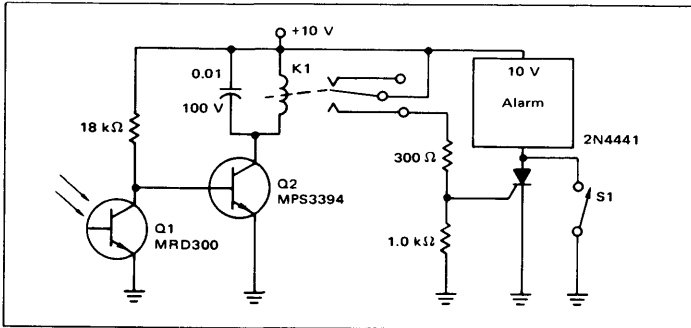 +10 V
K1
0.01
100 V
18 kΩ
10 V
Alarm
2N4441
300 Ω
Q2
MPS3394
S1
Q1
MRD300
1.0 kΩ